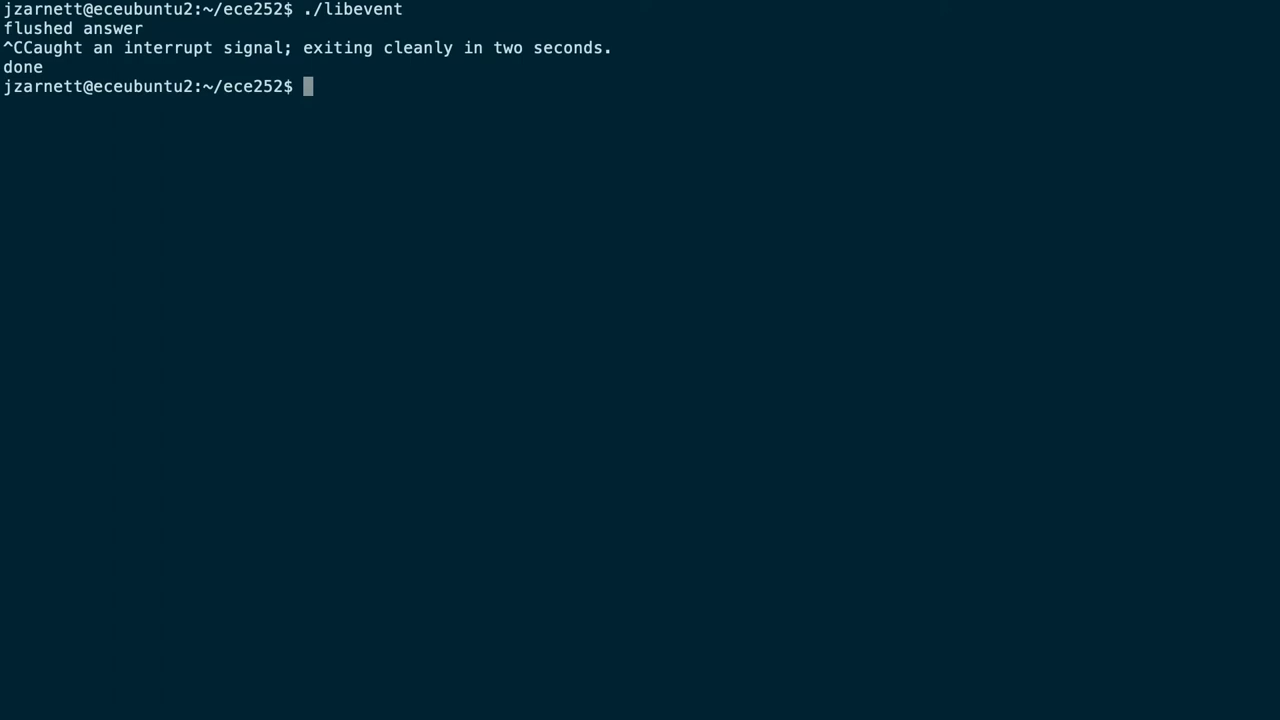 jzarnett@eceubuntu2:~/ece252$ ./libevent
flushed answer
^CCaught an interrupt signal; exiting cleanly in two seconds.
done
jzarnett@eceubuntu2:~/ece252$